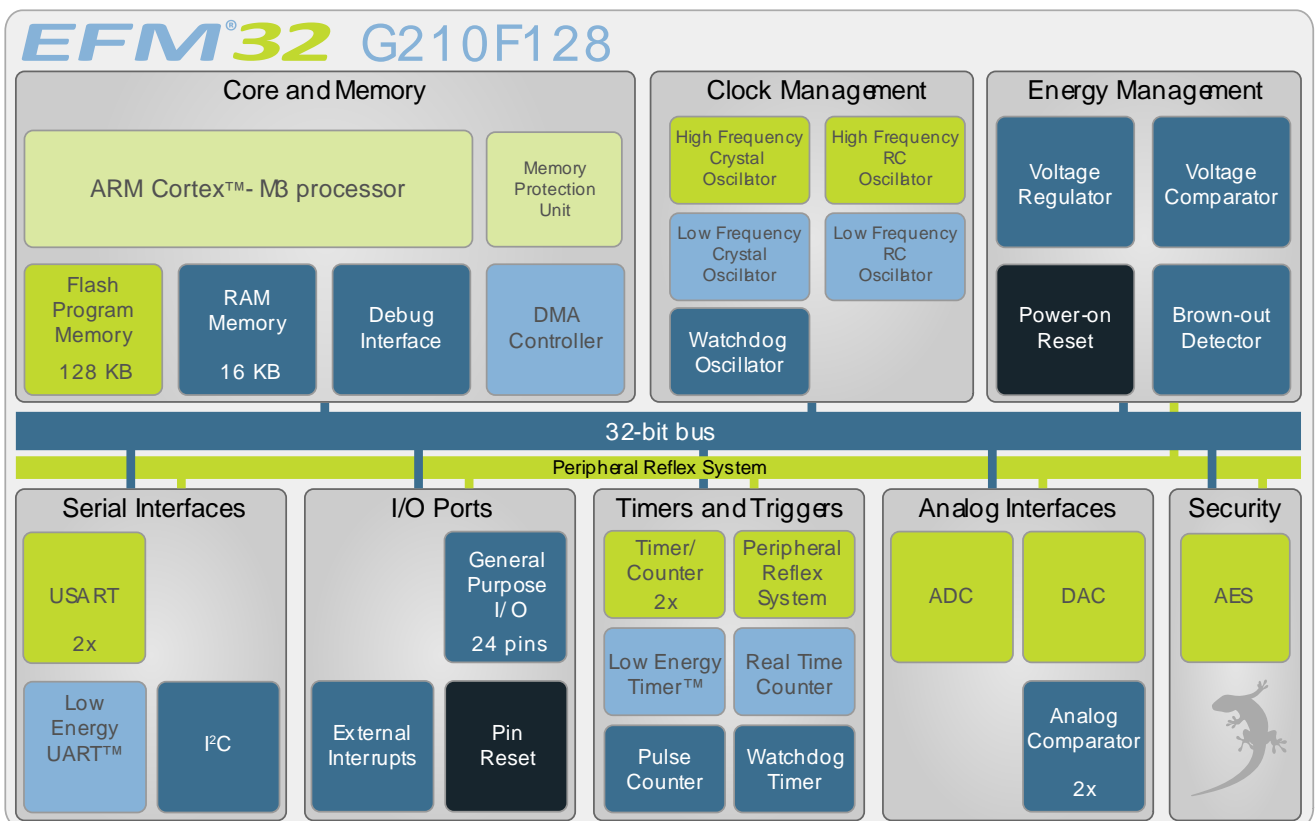 EFM®32 G210F128
Core and Memory
ARM Cortex™- M3 processor
Memory
Protection
Unit
Flash
Program
Memory
128 KB
RAM
Memory
16 KB
Debug
Interface
DMA
Controller
Clock Management
High Frequency
Crystal
Oscillator
High Frequency
RC
Oscillator
Low Frequency
Crystal
Oscillator
Low Frequency
RC
Oscillator
Watchdog
Oscillator
Energy Management
Voltage
Regulator
Voltage
Comparator
Power-on
Reset
Brown-out
Detector
32-bit bus
Peripheral Reflex System
Serial Interfaces
USART
2x
Low
Energy
UART™
I²C
I/O Ports
General
Purpose
I/ O
24 pins
External
Interrupts
Pin
Reset
Timers and Triggers
Timer/
Counter
2x
Peripheral
Reflex
System
Low Energy
Timer™
Real Time
Counter
Pulse
Counter
Watchdog
Timer
Analog Interfaces
ADC
DAC
Analog
Comparator
2x
Security
AES